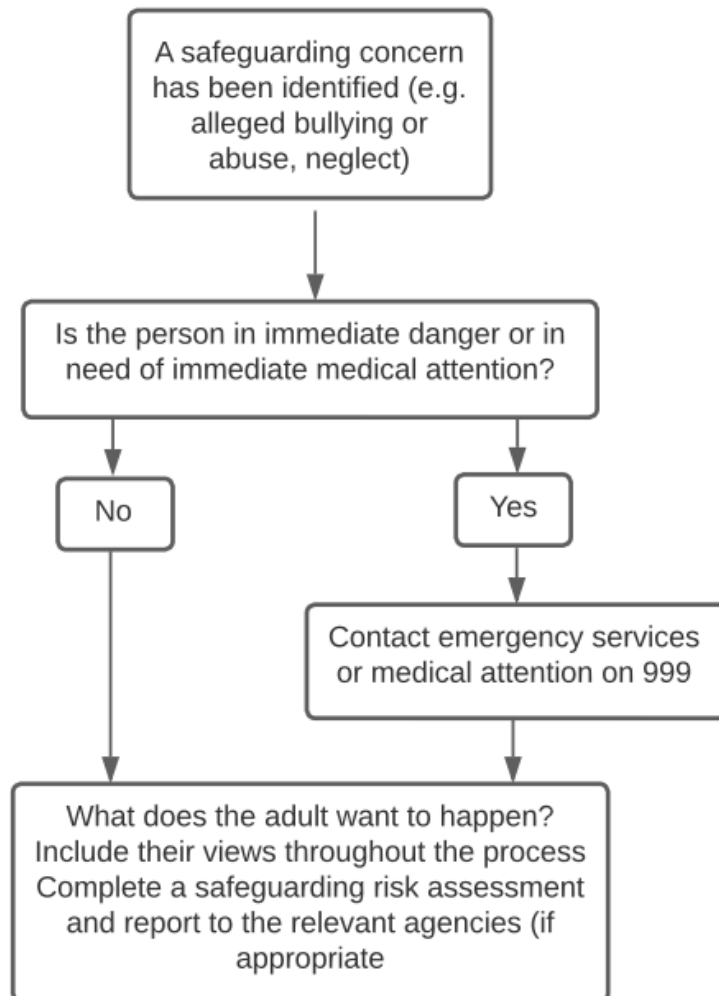 A safeguarding concern
has been identified (e.g.
alleged bullying or
abuse, neglect)
Is the person in immediate danger or in
need of immediate medical attention?
No
Yes
Contact emergency services
or medical attention on 999
What does the adult want to happen?
Include their views throughout the process
Complete a safeguarding risk assessment
and report to the relevant agencies (if
appropriate